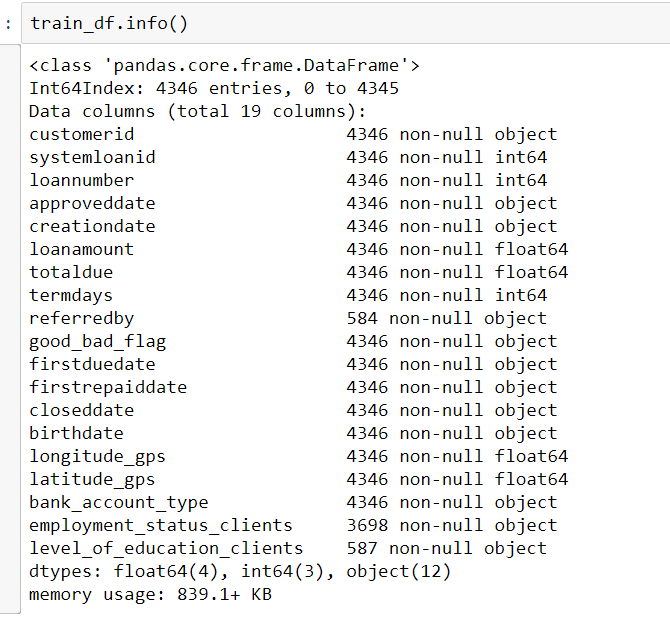 : train_df.info()
<class 'pandas.core.frame.DataFrame'>
Int64Index: 4346 entries, 0 to 4345
Data columns (total 19 columns):
customerid                    4346 non-null object
systemloanid                  4346 non-null int64
loannumber                    4346 non-null int64
approveddate                  4346 non-null object
creationdate                  4346 non-null object
loanamount                    4346 non-null float64
totaldue                      4346 non-null float64
termdays                      4346 non-null int64
referredby                    584 non-null object
good_bad_flag                 4346 non-null object
firstduedate                  4346 non-null object
firstrepaiddate               4346 non-null object
closeddate                    4346 non-null object
birthdate                     4346 non-null object
longitude_gps                 4346 non-null float64
latitude_gps                  4346 non-null float64
bank_account_type             4346 non-null object
employment_status_clients     3698 non-null object
level_of_education_clients    587 non-null object
dtypes: float64(4), int64(3), object(12)
memory usage: 839.1+ KB